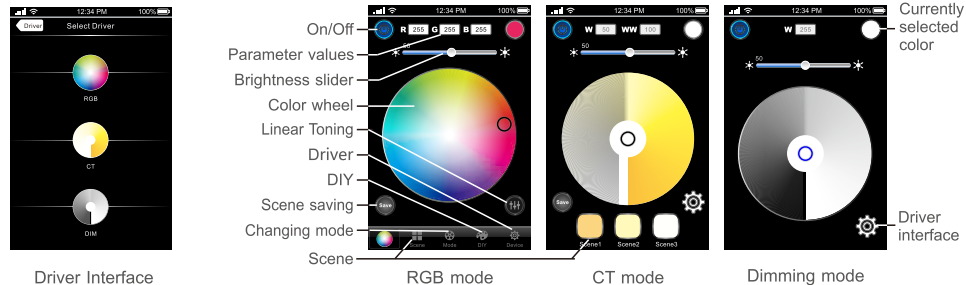 12:34 PM 100%
Driver Select Driver
RGB
CT
DIM
Driver Interface
On/Off
Parameter values
Brightness slider
Color wheel
Linear Toning
Driver
DIY
Scene saving
Changing mode
Scene
12:34 PM 100%
R 255 G 255 B 255
50
Save
Scene Mode DIY Device
RGB mode
12:34 PM 100%
W 50 WW 100
50
Save
Scene1 Scene2 Scene3
CT mode
12:34 PM 100%
W 255
50
Dimming mode
Currently
selected
color
Driver
interface